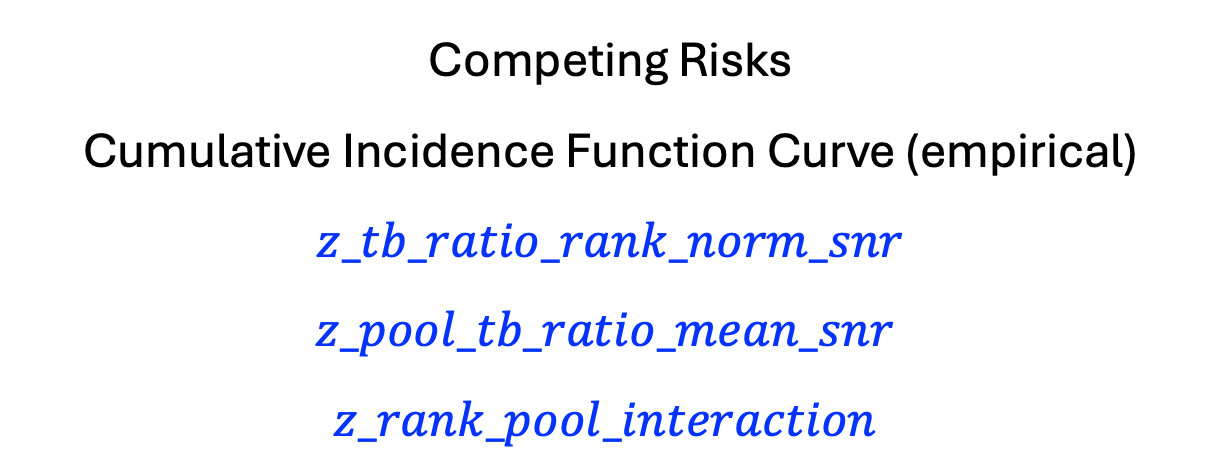 Competing Risks
Cumulative Incidence Function Curve (empirical)
z_tb_ratio_rank_norm_snr
z_pool_tb_ratio_mean_snr
z_rank_pool_interaction